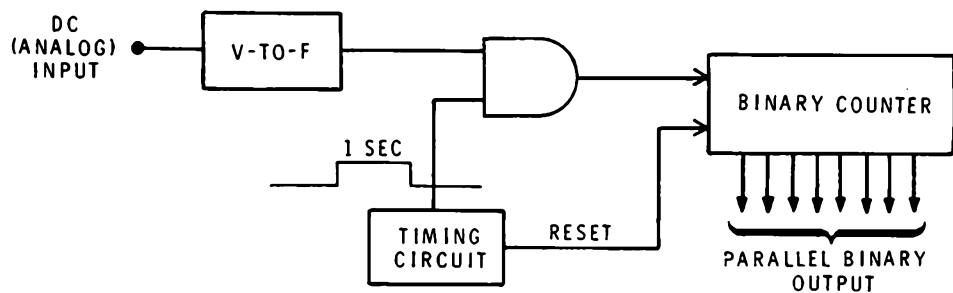 DC
(ANALOG)
INPUT
V-TO-F
BINARY COUNTER
1 SEC
TIMING
CIRCUIT
RESET
PARALLEL BINARY
OUTPUT